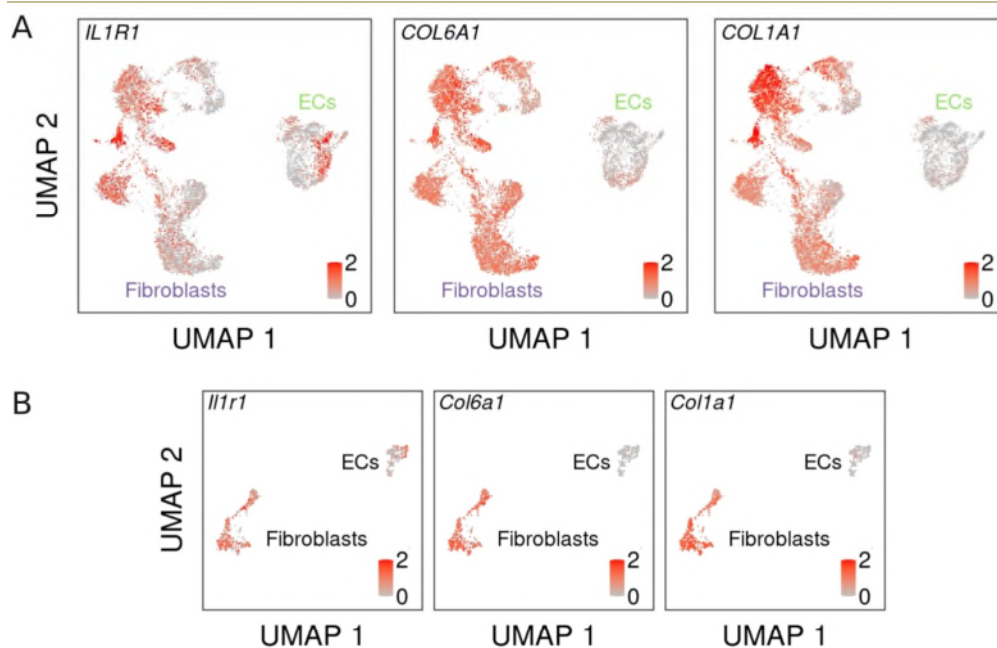 A
IL1R1
COL6A1
COL1A1
ECs
ECs
ECs
UMAP 2
2
0
2
0
2
0
Fibroblasts
Fibroblasts
Fibroblasts
UMAP 1
UMAP 1
UMAP 1
B
Il1r1
Col6a1
Col1a1
ECs
ECs
ECs
UMAP 2
Fibroblasts
Fibroblasts
Fibroblasts
2
0
2
0
2
0
UMAP 1
UMAP 1
UMAP 1